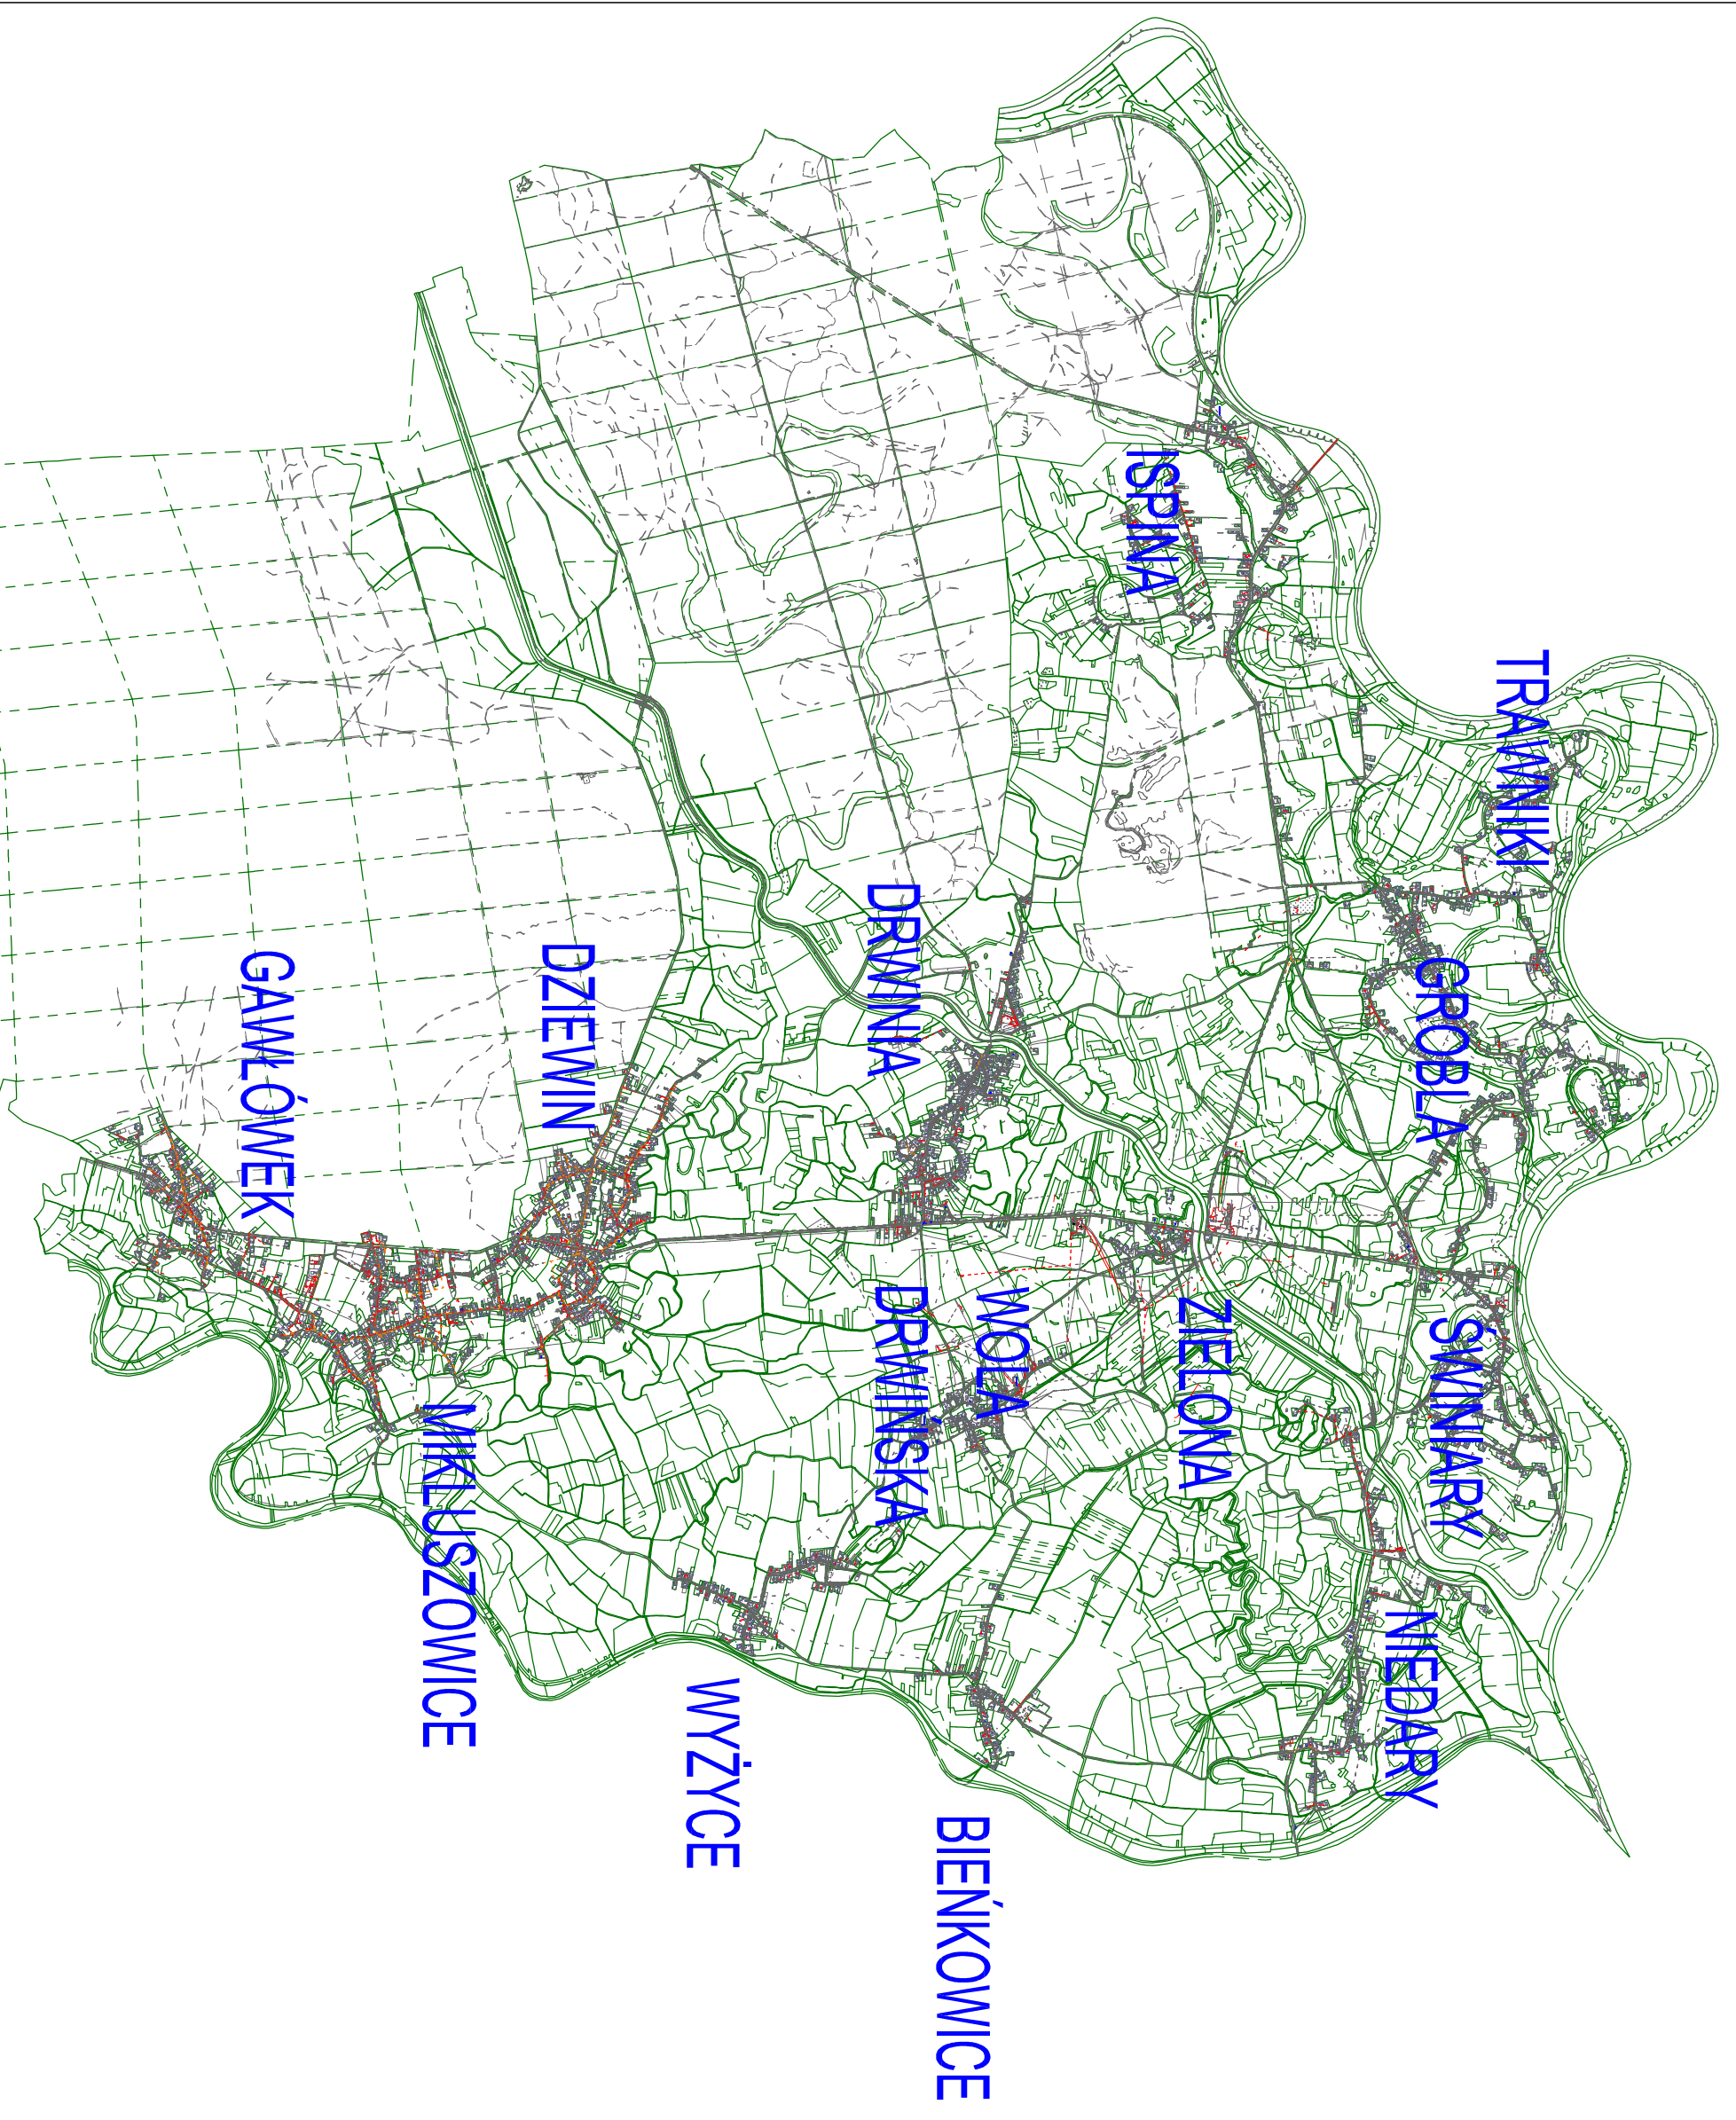 TRAWNIKI
ISPINA
GROBLA
ŚWINIARY
NIEDARY
ZIELONA
DRWINIA
WOLA
DRWIŃSKA
BIEŃKOWICE
WYŻYCE
DZIEWIN
MIKLUSZOWICE
GAWŁÓWEK